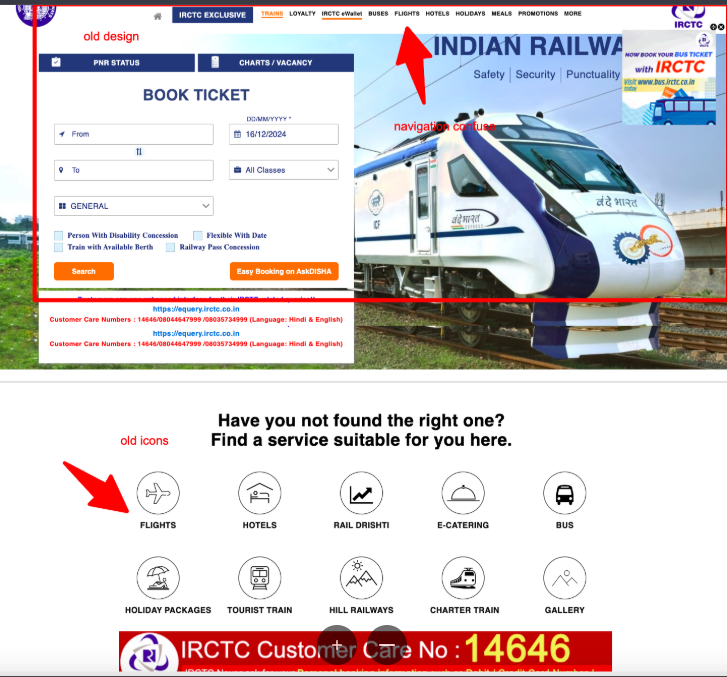 IRCTC EXCLUSIVE TRAINS LOYALTY IRCTC eWallet BUSES FLIGHTS HOTELS HOLIDAYS MEALS PROMOTIONS MORE
IRCTC
old design
INDIAN RAILWA
Safety | Security | Punctuality
NOW BOOK YOUR BUS TICKET
with IRCTC
Visit www.bus.irctc.co.in
today
PNR STATUS
CHARTS / VACANCY
BOOK TICKET
DD/MM/YYYY *
From
16/12/2024
navigation confuse
To
All Classes
GENERAL
वंदे भारत
वंदे भारत
ICF
Person With Disability Concession
Flexible With Date
Train with Available Berth
Railway Pass Concession
Search
Easy Booking on AskDISHA
https://equery.irctc.co.in
Customer Care Numbers : 14646/08044647999 /08035734999 (Language: Hindi & English)
https://equery.irctc.co.in
Customer Care Numbers : 14646/08044647999 /08035734999 (Language: Hindi & English)
Have you not found the right one?
Find a service suitable for you here.
old icons
FLIGHTS
HOTELS
RAIL DRISHTI
E-CATERING
BUS
HOLIDAY PACKAGES
TOURIST TRAIN
HILL RAILWAYS
CHARTER TRAIN
GALLERY
IRCTC Customer Care No : 14646